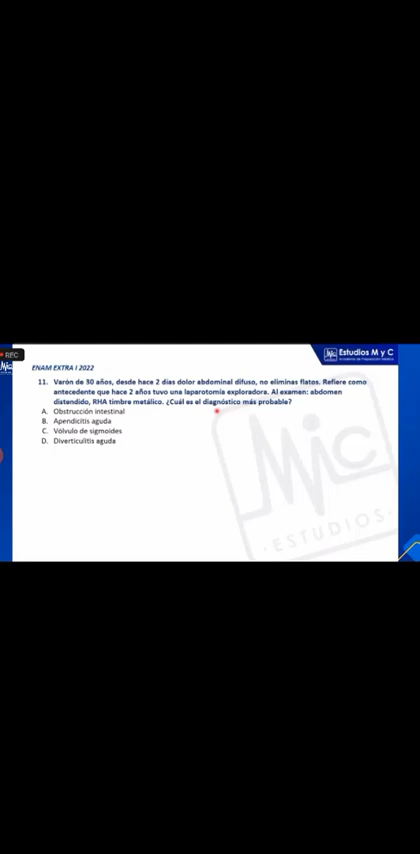 REC
Estudios M y C
ENAM EXTRA I 2022
11. Varón de 30 años, desde hace 2 días dolor abdominal difuso, no eliminas flatos. Refiere como
antecedente que hace 2 años tuvo una laparotomía exploradora. Al examen: abdomen
distendido, RHA timbre metálico. ¿Cuál es el diagnóstico más probable?
A. Obstrucción intestinal
B. Apendicitis aguda
C. Vólvulo de sigmoides
D. Diverticulitis aguda
· ESTUDIOS ·